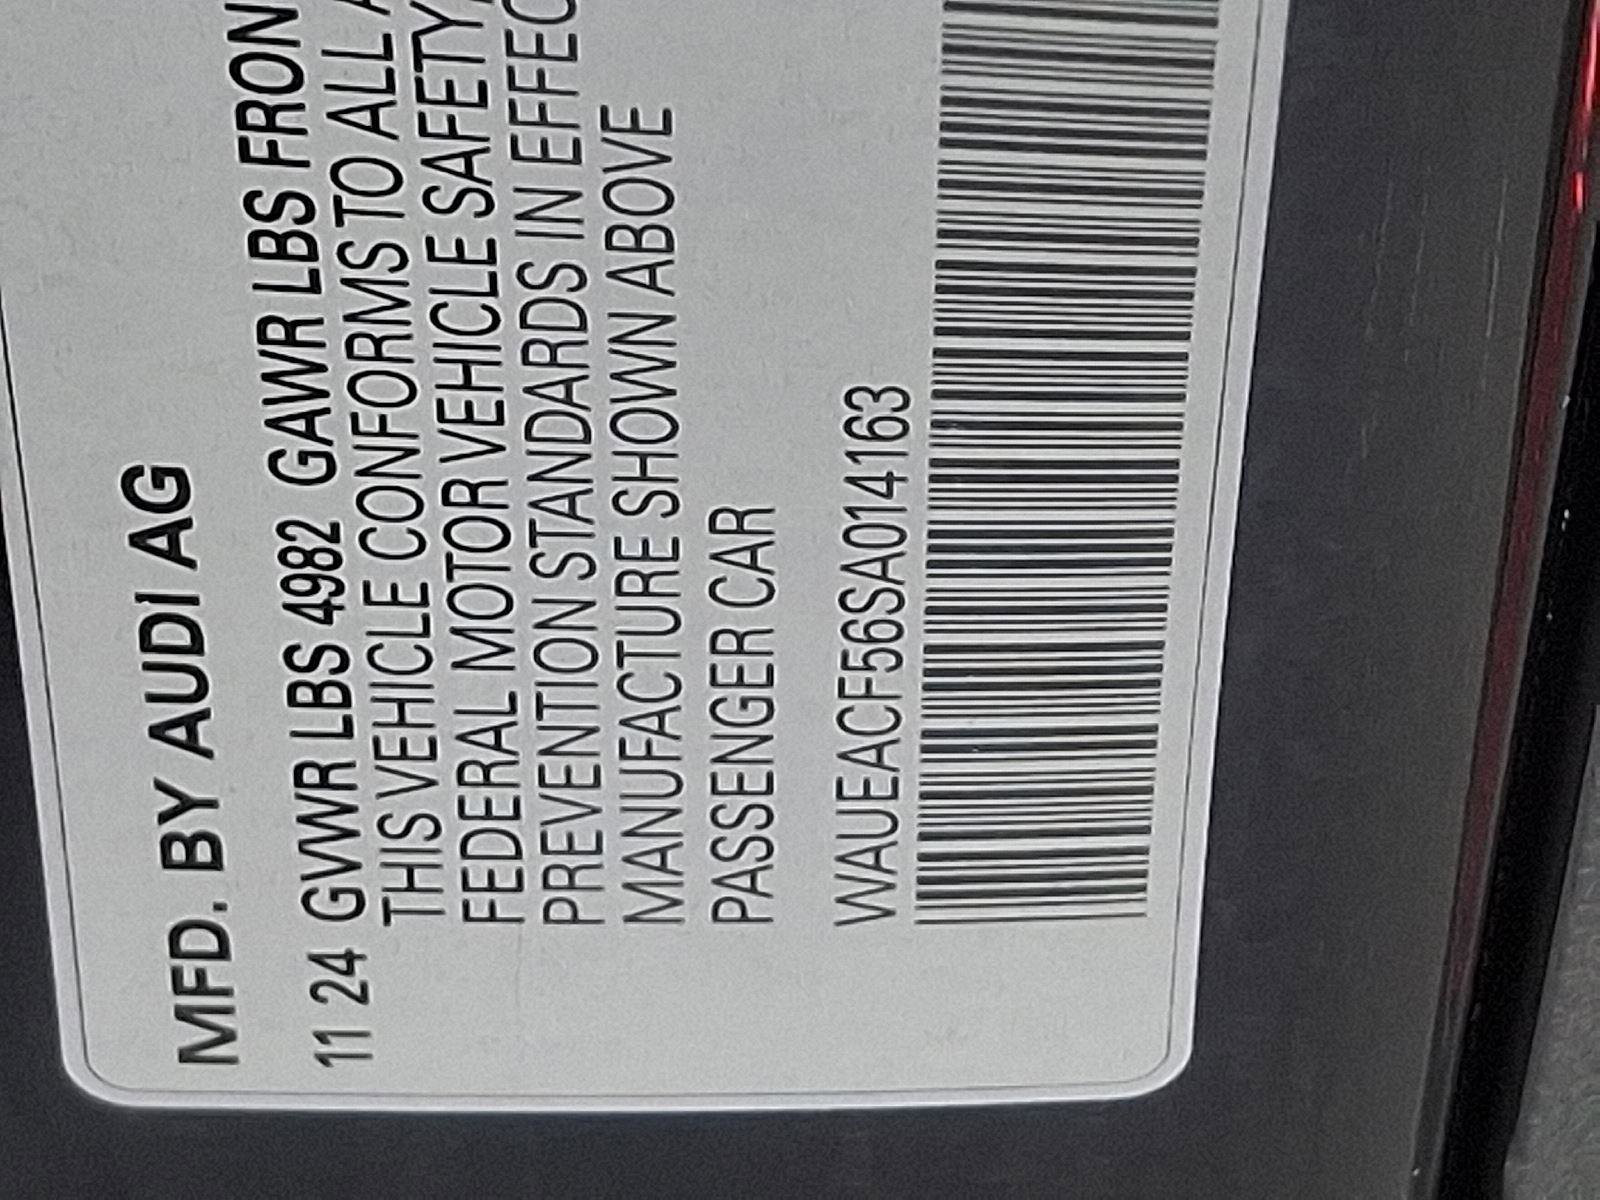 MFD. BY AUDI AG
11 24 GVWR LBS 4982 GAWR LBS FRON
THIS VEHICLE CONFORMS TO ALL A
FEDERAL MOTOR VEHICLE SAFETY
PREVENTION STANDARDS IN EFFEC
MANUFACTURE SHOWN ABOVE
PASSENGER CAR
WAUEACF56SA014163